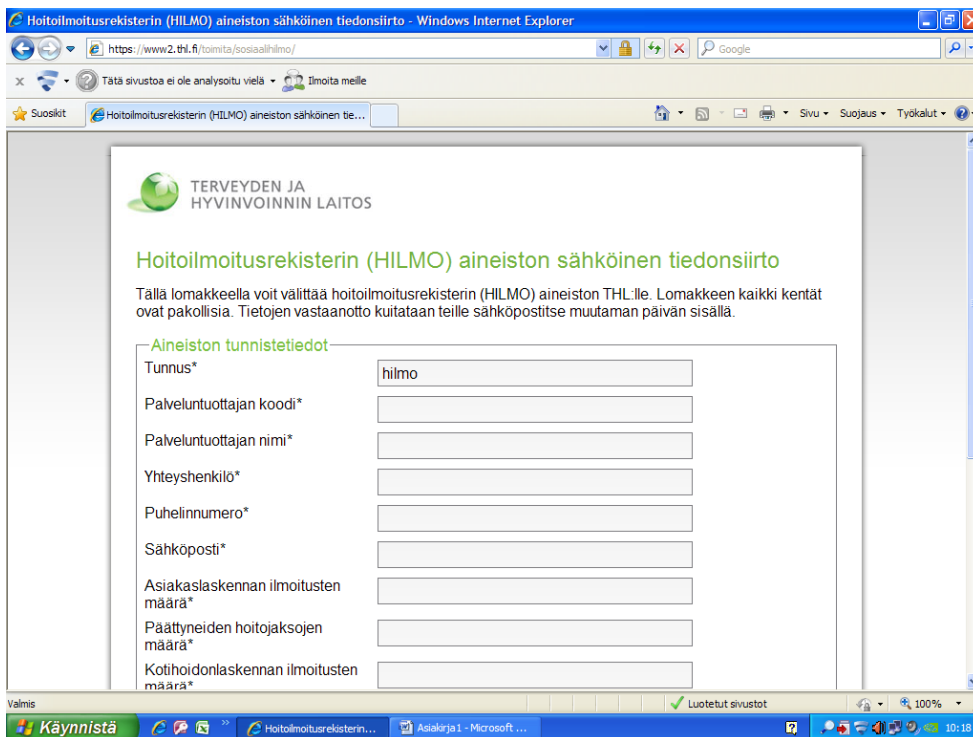 Hoitoilmoitusrekisterin (HILMO) aineiston sähköinen tiedonsiirto - Windows Internet Explorer
https://www2.thl.fi/toimita/sosiaalihilmo/
Google
x
Tätä sivustoa ei ole analysoitu vielä
Ilmoita meille
Suosikit
Hoitoilmoitusrekisterin (HILMO) aineiston sähköinen tie...
Sivu
Suojaus
Työkalut
TERVEYDEN JA
HYVINVOINNIN LAITOS
Hoitoilmoitusrekisterin (HILMO) aineiston sähköinen tiedonsiirto
Tällä lomakkeella voit välittää hoitoilmoitusrekisterin (HILMO) aineiston THL:lle. Lomakkeen kaikki kentät
ovat pakollisia. Tietojen vastaanotto kuitataan teille sähköpostitse muutaman päivän sisällä.
Aineiston tunnistetiedot
Tunnus*
hilmo
Palveluntuottajan koodi*
Palveluntuottajan nimi*
Yhteyshenkilö*
Puhelinnumero*
Sähköposti*
Asiakaslaskennan ilmoitusten
määrä*
Päättyneiden hoitojaksojen
määrä*
Kotihoidonlaskennan ilmoitusten
määrä*
Valmis
Luotetut sivustot
100%
Käynnistä
Hoitoilmoitusrekisterin...
Asiakirja1 - Microsoft ...
10:18